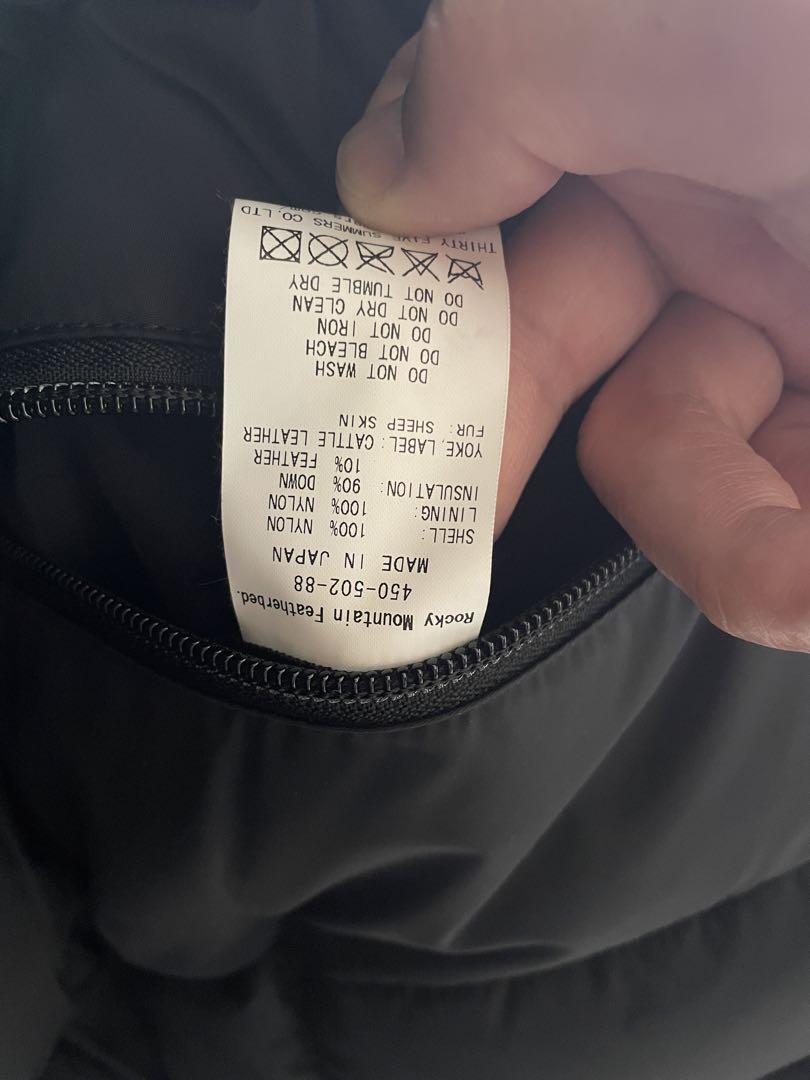 Rocky Mountain Featherbed.
450-502-88
MADE IN JAPAN
SHELL: 100% NYLON
LINING: 100% NYLON
INSULATION: 90% DOWN
10% FEATHER
YOKE, LABEL: CATTLE LEATHER
FUR: SHEEP SKIN
DO NOT WASH
DO NOT BLEACH
DO NOT IRON
DO NOT DRY CLEAN
DO NOT TUMBLE DRY
THIRTY FIVE SUMMERS CO.LTD